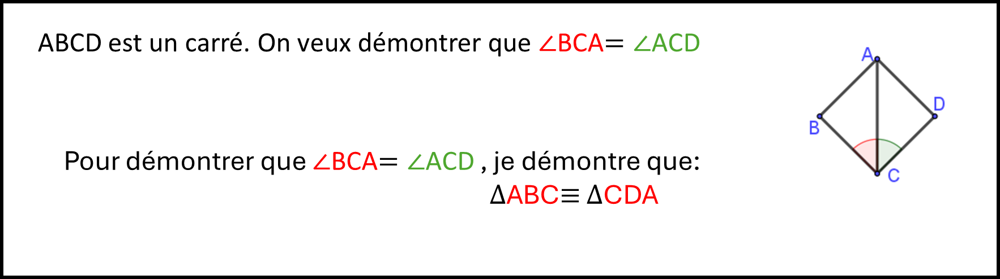 ABCD est un carré. On veux démontrer que ∠BCA= ∠ACD
A
D
B
C
Pour démontrer que ∠BCA= ∠ACD , je démontre que:
ΔABC≡ ΔCDA